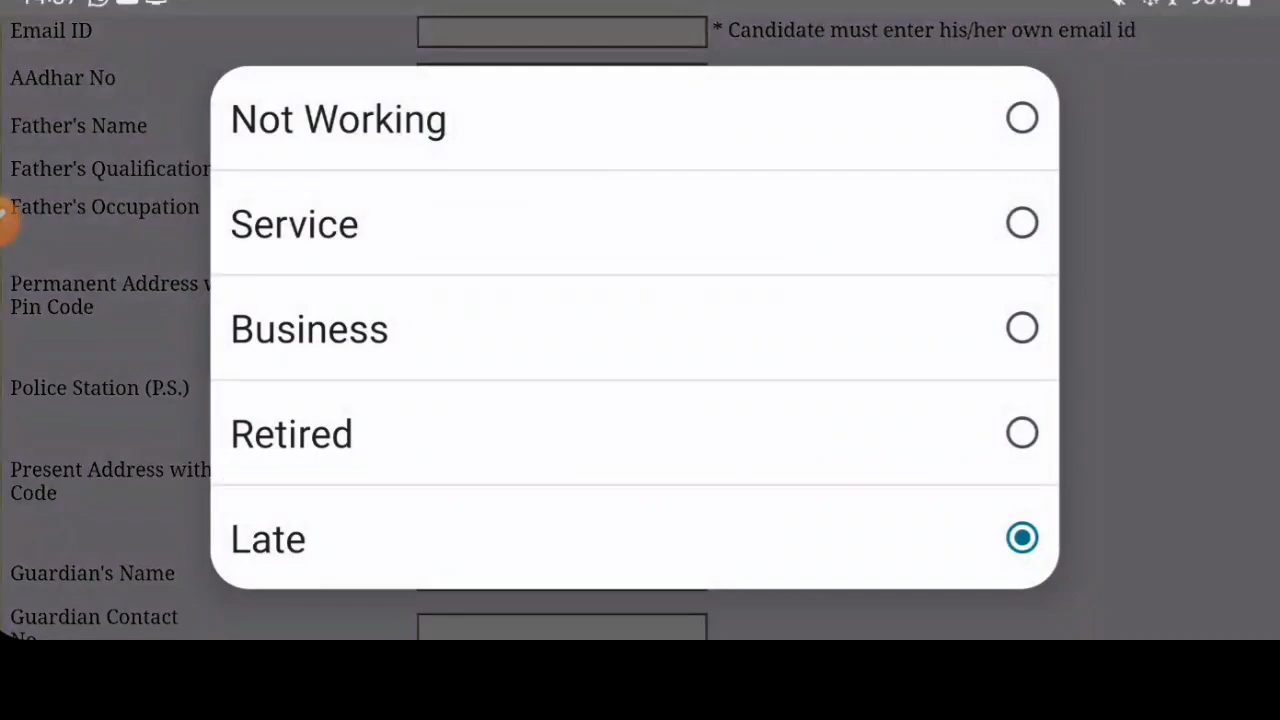 Email ID
* Candidate must enter his/her own email id
AAdhar No
Father's Name
Father's Qualification
Father's Occupation
Permanent Address
Pin Code
Police Station (P.S.)
Present Address with
Code
Guardian's Name
Guardian Contact
No
Not Working
Service
Business
Retired
Late